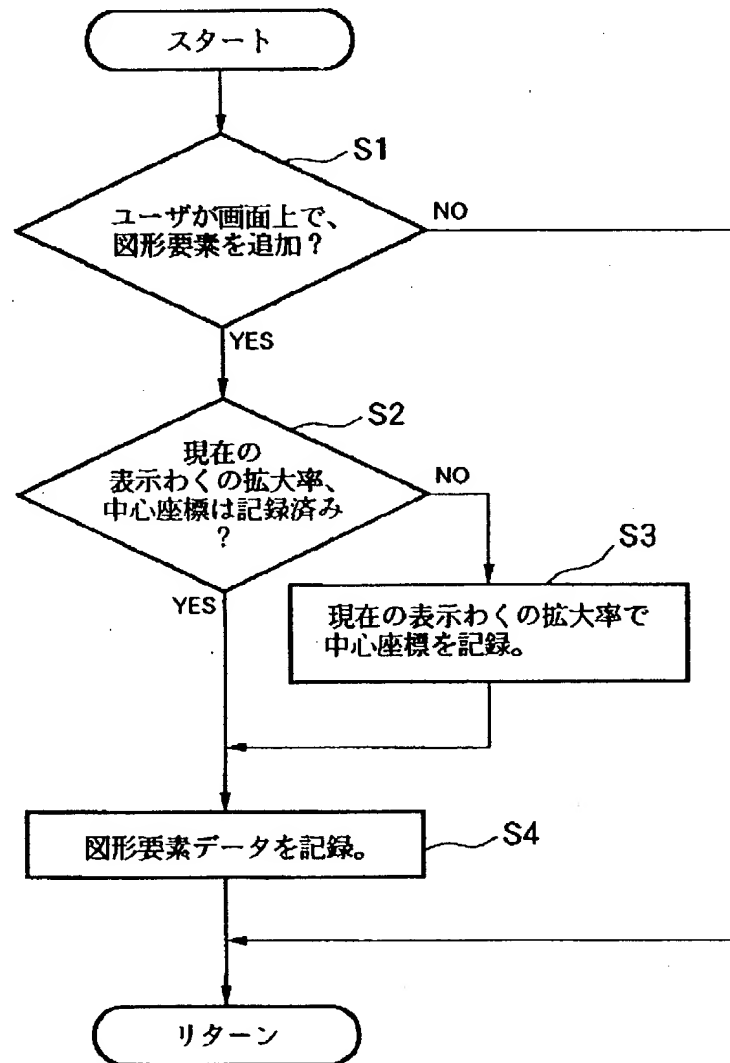 スタート
S1
ユーザが画面上で、
図形要素を追加？
NO
YES
S2
現在の
表示わくの拡大率、
中心座標は記録済み
？
NO
YES
S3
現在の表示わくの拡大率で
中心座標を記録。
図形要素データを記録。
S4
リターン